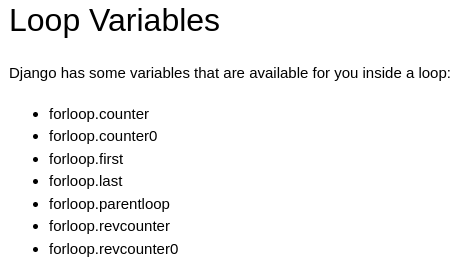 Loop Variables
Django has some variables that are available for you inside a loop:
• forloop.counter
• forloop.counter0
• forloop.first
• forloop.last
• forloop.parentloop
• forloop.revcounter
• forloop.revcounter0